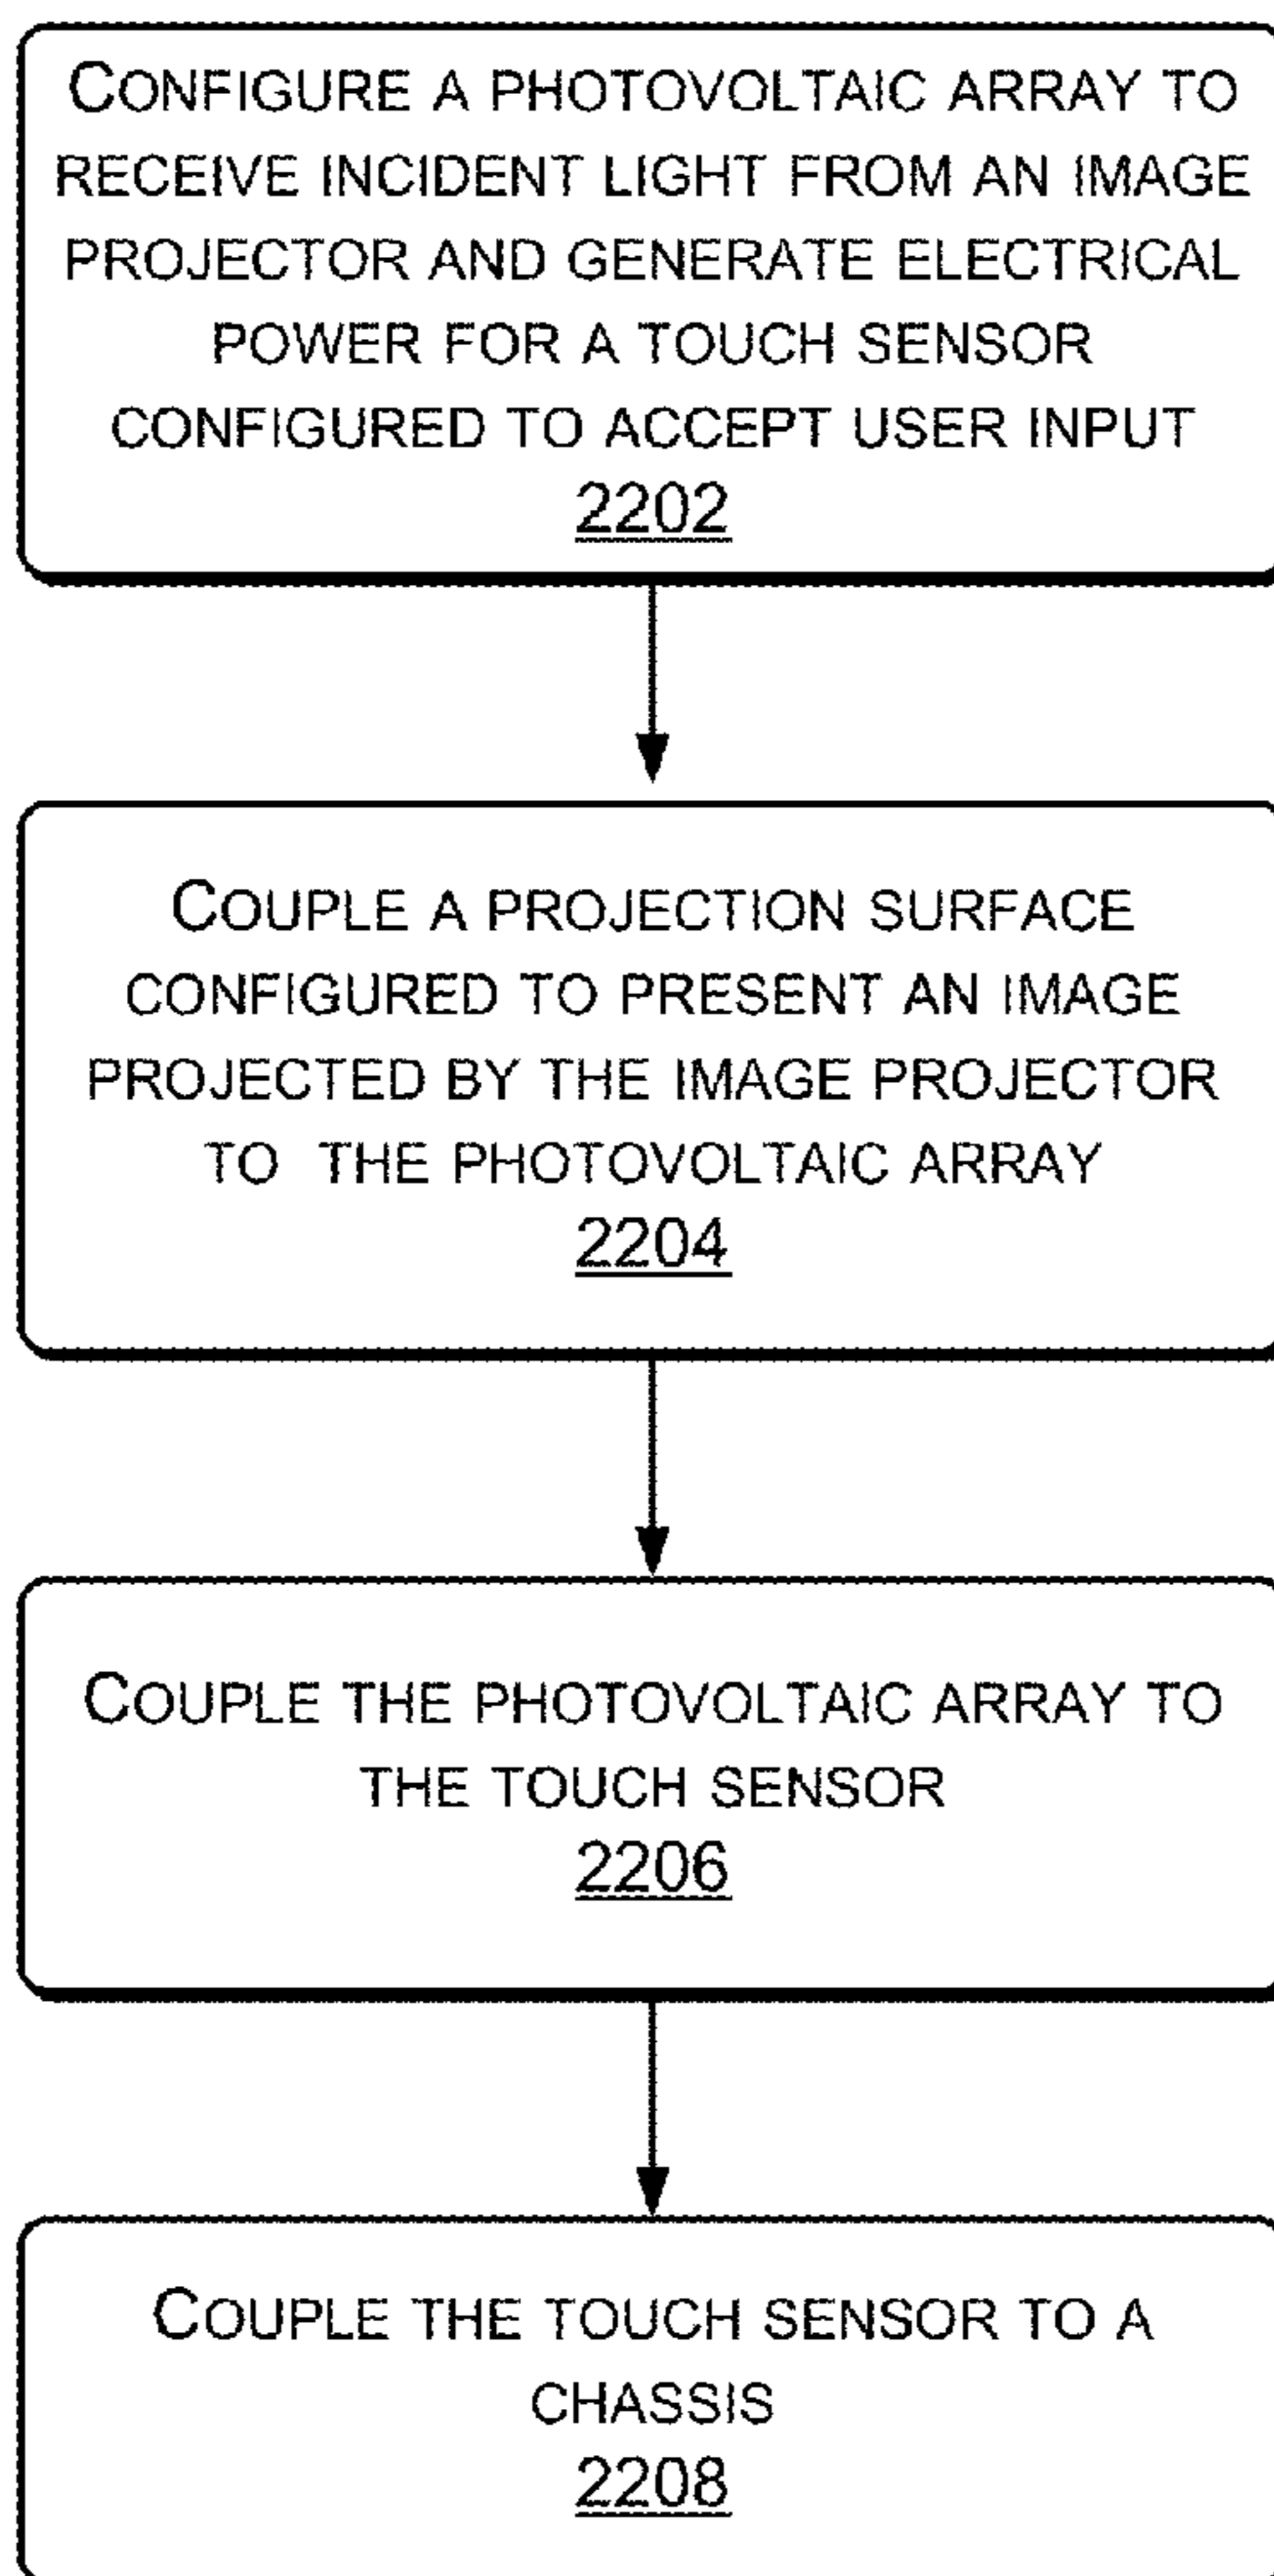 CONFIGURE A PHOTOVOLTAIC ARRAY TO
RECEIVE INCIDENT LIGHT FROM AN IMAGE
PROJECTOR AND GENERATE ELECTRICAL
POWER FOR A TOUCH SENSOR
CONFIGURED TO ACCEPT USER INPUT
2202
COUPLE A PROJECTION SURFACE
CONFIGURED TO PRESENT AN IMAGE
PROJECTED BY THE IMAGE PROJECTOR
TO THE PHOTOVOLTAIC ARRAY
2204
COUPLE THE PHOTOVOLTAIC ARRAY TO
THE TOUCH SENSOR
2206
COUPLE THE TOUCH SENSOR TO A
CHASSIS
2208